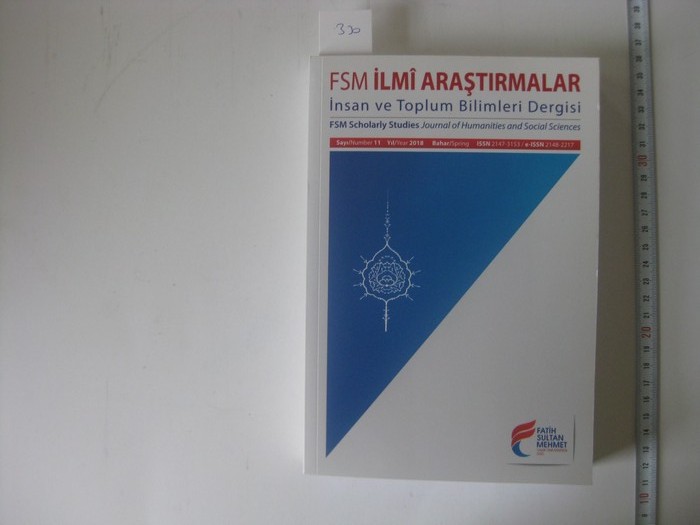 330
FSM İLMÎ ARAŞTIRMALAR
İnsan ve Toplum Bilimleri Dergisi
FSM Scholarly Studies Journal of Humanities and Social Sciences
Sayı/Number 11 Yıl/Year 2018 Bahar/Spring ISSN 2147-3153 / e-ISSN 2148-2217
FATİH
SULTAN
MEHMET